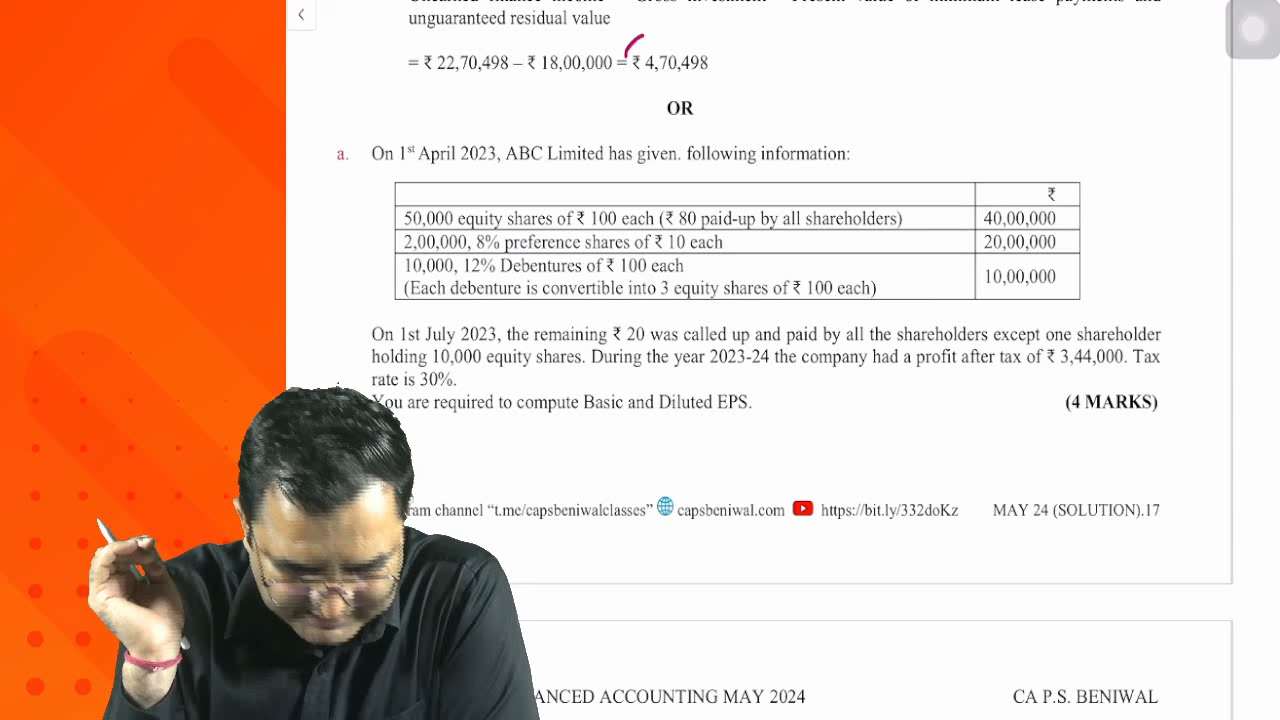 unguaranteed residual value
= ₹ 22,70,498 – ₹ 18,00,000 = ₹ 4,70,498
OR
a. On 1st April 2023, ABC Limited has given. following information:
₹
50,000 equity shares of ₹ 100 each (₹ 80 paid-up by all shareholders) 40,00,000
2,00,000, 8% preference shares of ₹ 10 each 20,00,000
10,000, 12% Debentures of ₹ 100 each
(Each debenture is convertible into 3 equity shares of ₹ 100 each) 10,00,000
On 1st July 2023, the remaining ₹ 20 was called up and paid by all the shareholders except one shareholder
holding 10,000 equity shares. During the year 2023-24 the company had a profit after tax of ₹ 3,44,000. Tax
rate is 30%.
You are required to compute Basic and Diluted EPS. (4 MARKS)
ram channel “t.me/capsbeniwalclasses” capsbeniwal.com https://bit.ly/332doKz MAY 24 (SOLUTION).17
ANCED ACCOUNTING MAY 2024 CA P.S. BENIWAL